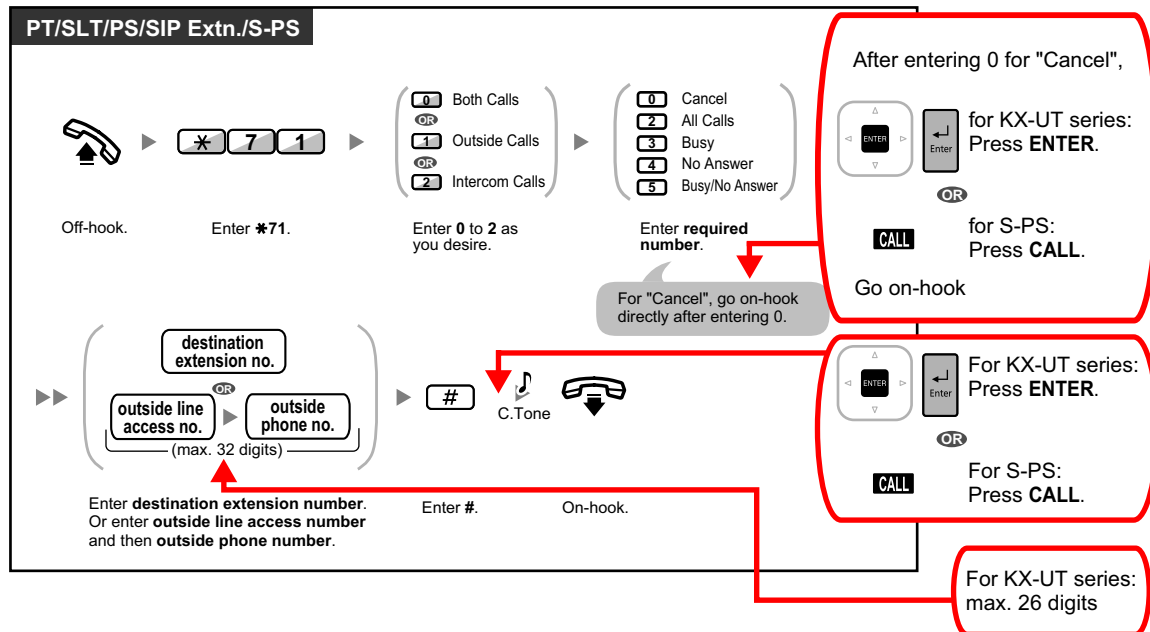 PT/SLT/PS/SIP Extn./S-PS
Off-hook.
✱ 7 1
Enter ✱71.
0 Both Calls
OR
1 Outside Calls
OR
2 Intercom Calls
Enter 0 to 2 as
you desire.
0 Cancel
2 All Calls
3 Busy
4 No Answer
5 Busy/No Answer
Enter required
number.
For "Cancel", go on-hook
directly after entering 0.
After entering 0 for "Cancel",
ENTER
Enter
for KX-UT series:
Press ENTER.
OR
CALL
for S-PS:
Press CALL.
Go on-hook
destination
extension no.
OR
outside line
access no.
outside
phone no.
(max. 32 digits)
Enter destination extension number.
Or enter outside line access number
and then outside phone number.
#
Enter #.
C.Tone
On-hook.
ENTER
Enter
For KX-UT series:
Press ENTER.
OR
CALL
For S-PS:
Press CALL.
For KX-UT series:
max. 26 digits